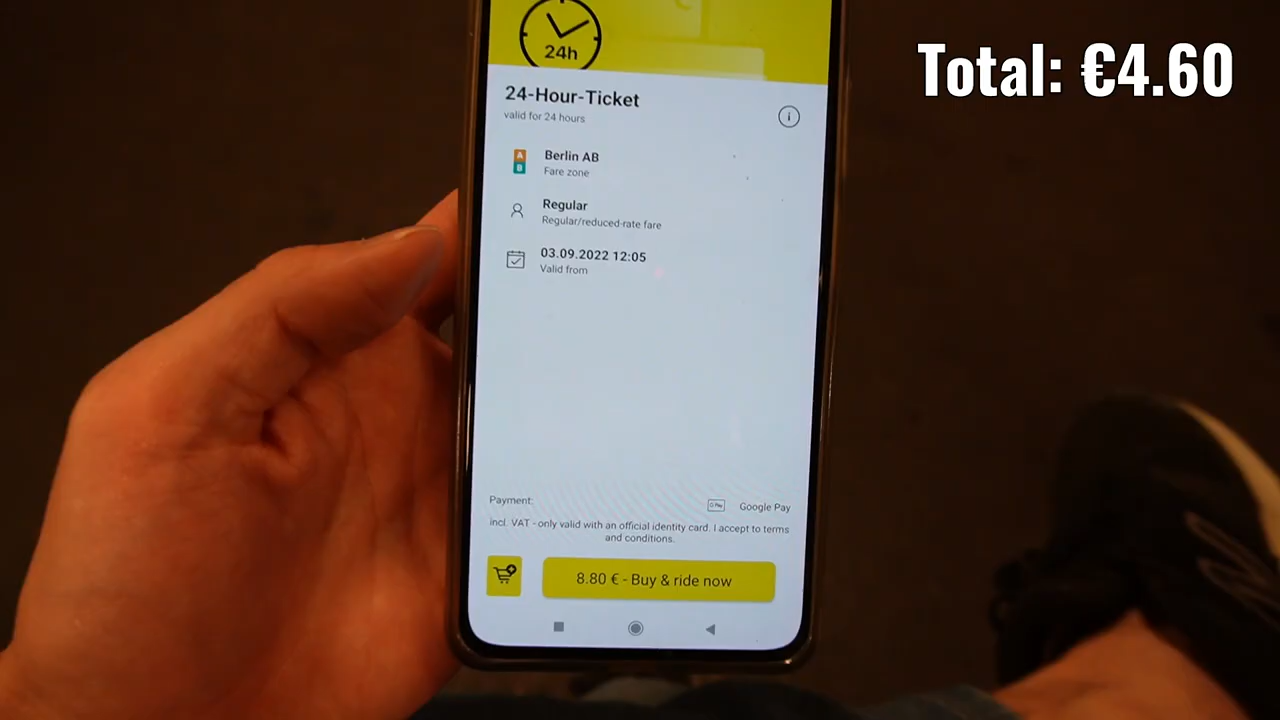 Total: €4.60
24h
24-Hour-Ticket
valid for 24 hours
i
A
B
Berlin AB
Fare zone
Regular
Regular/reduced-rate fare
03.09.2022 12:05
Valid from
Payment:
G Pay
Google Pay
incl. VAT - only valid with an official identity card. I accept to terms
and conditions.
8.80 € - Buy & ride now